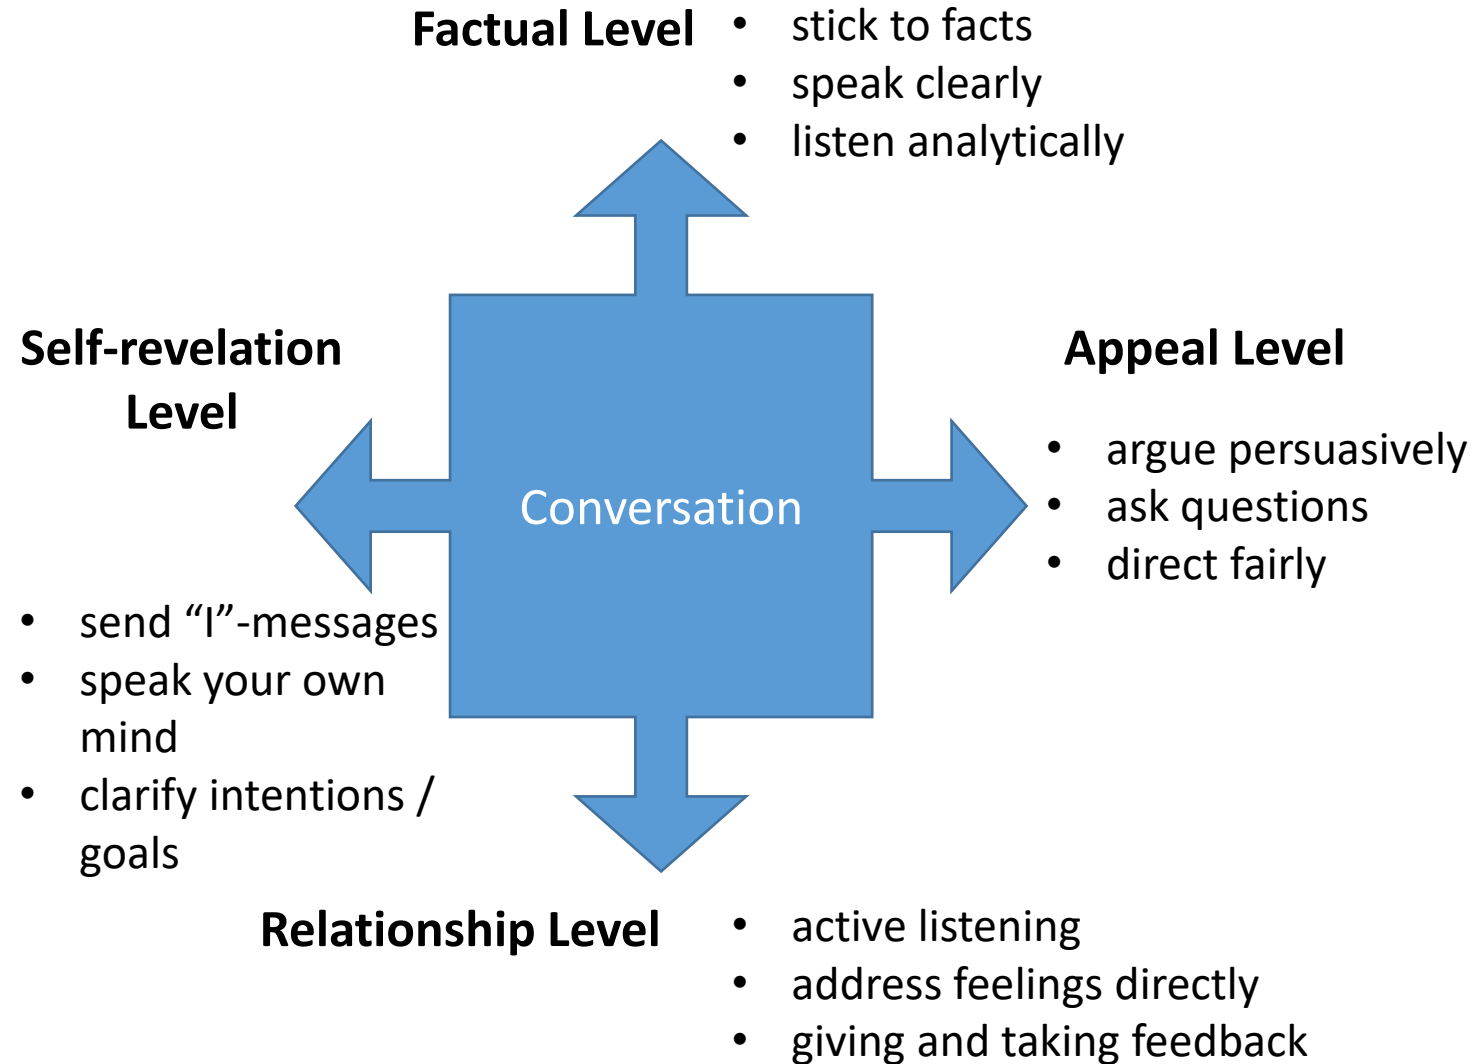 Factual Level
• stick to facts
• speak clearly
• listen analytically
Self-revelation
Level
• send “I”-messages
• speak your own
mind
• clarify intentions /
goals
Conversation
Appeal Level
• argue persuasively
• ask questions
• direct fairly
Relationship Level
• active listening
• address feelings directly
• giving and taking feedback